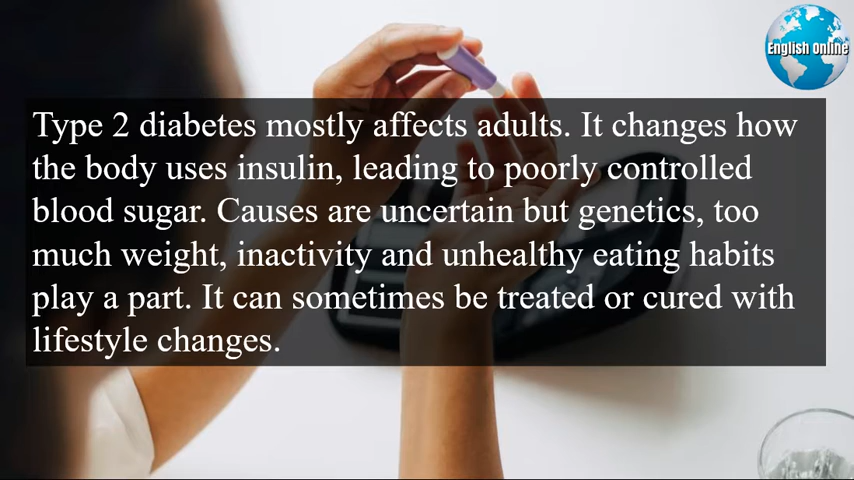 English Online
Type 2 diabetes mostly affects adults. It changes how
the body uses insulin, leading to poorly controlled
blood sugar. Causes are uncertain but genetics, too
much weight, inactivity and unhealthy eating habits
play a part. It can sometimes be treated or cured with
lifestyle changes.